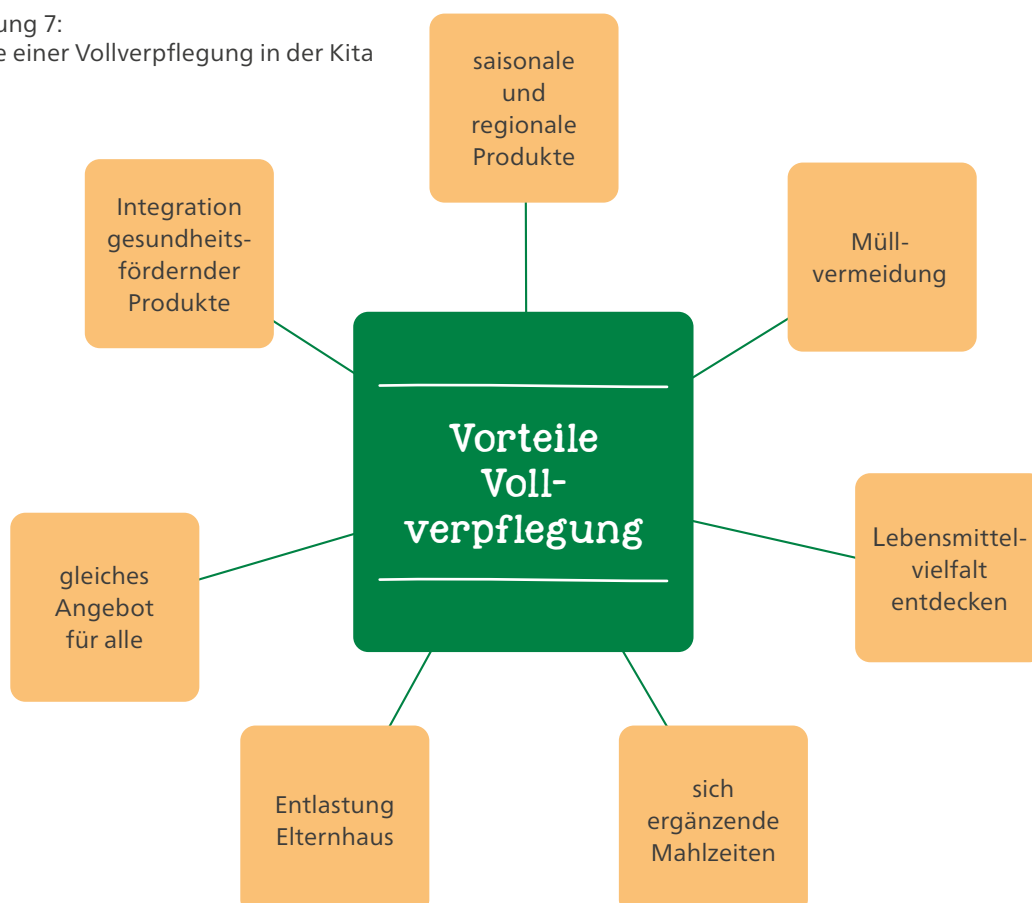 ung 7:
e einer Vollverpflegung in der Kita
saisonale
und
regionale
Produkte
Integration
gesundheits-
fördernder
Produkte
Müll-
vermeidung
Vorteile
Voll-
verpflegung
Lebensmittel-
vielfalt
entdecken
gleiches
Angebot
für alle
Entlastung
Elternhaus
sich
ergänzende
Mahlzeiten